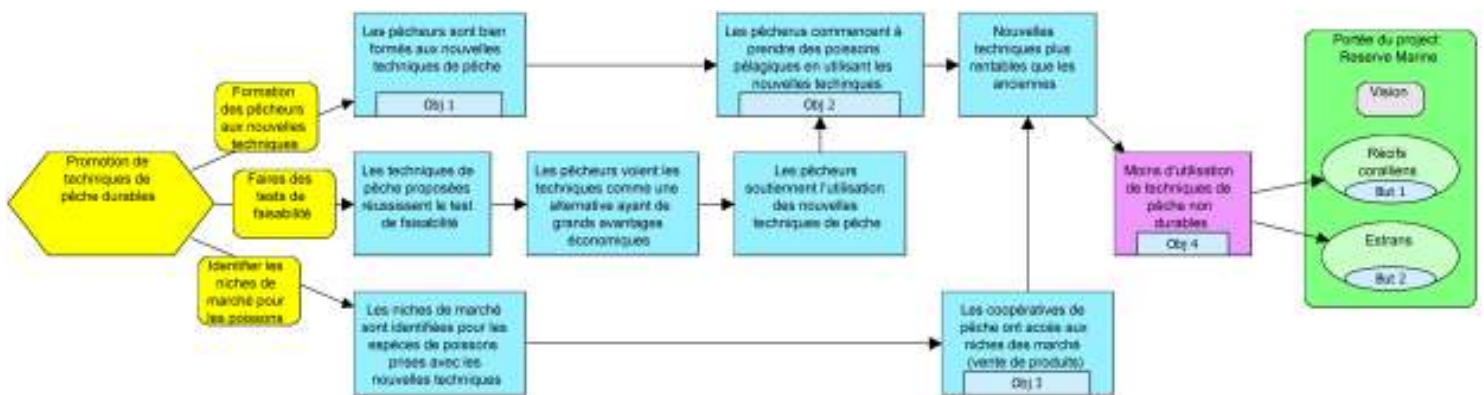 Promotion de
techniques de
pêche durables
Formation
des pêcheurs
aux nouvelles
techniques
Faires des
tests de
faisabilité
Identifier les
niches de
marché pour
les poissons
Les pêcheurs sont bien
formés aux nouvelles
techniques de pêche
Obj 1
Les techniques de
pêche proposées
réussissent le test
de faisabilité
Les pêcheurs voient les
techniques comme une
alternative ayant de
grands avantages
économiques
Les niches de marché
sont identifiées pour les
espèces de poissons
prises avec les
nouvelles techniques
Les pêcherus commencent à
prendre des poissons
pélagiques en utilisant les
nouvelles techniques
Obj 2
Les pêcheurs
soutiennent l'utilisation
des nouvelles
techniques de pêche
Nouvelles
techniques plus
rentables que les
anciennes
Les coopératives de
pêche ont accès aux
niches des marché
(vente de produits)
Obj 3
Moins d'utilisation
de techniques de
pêche non
durables
Obj 4
Portée du project:
Reserve Marine
Vision
Récifs
coralliens
But 1
Estrans
But 2